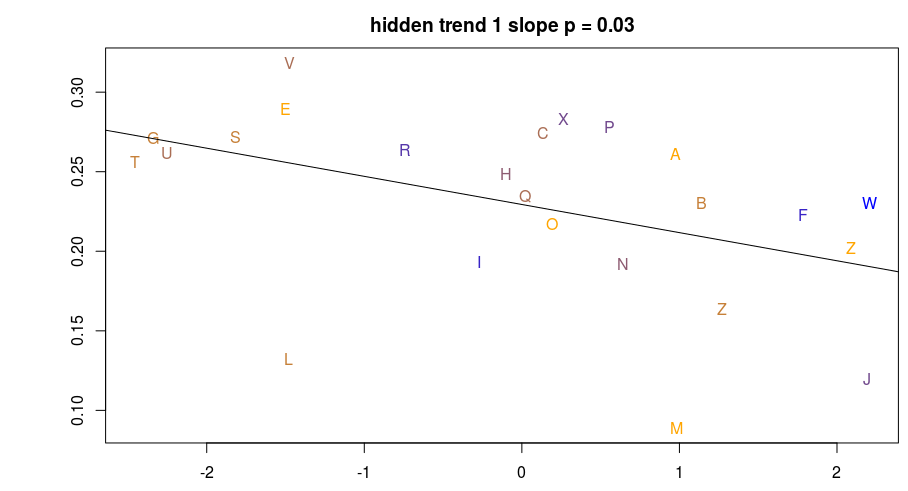 hidden trend 1 slope p = 0.03
V
0.30
E
X
C
P
G
S
R
A
U
T
0.25
H
Q
B
W
F
O
0.20
Z
I
N
Z
0.15
L
J
0.10
M
-2 -1 0 1 2